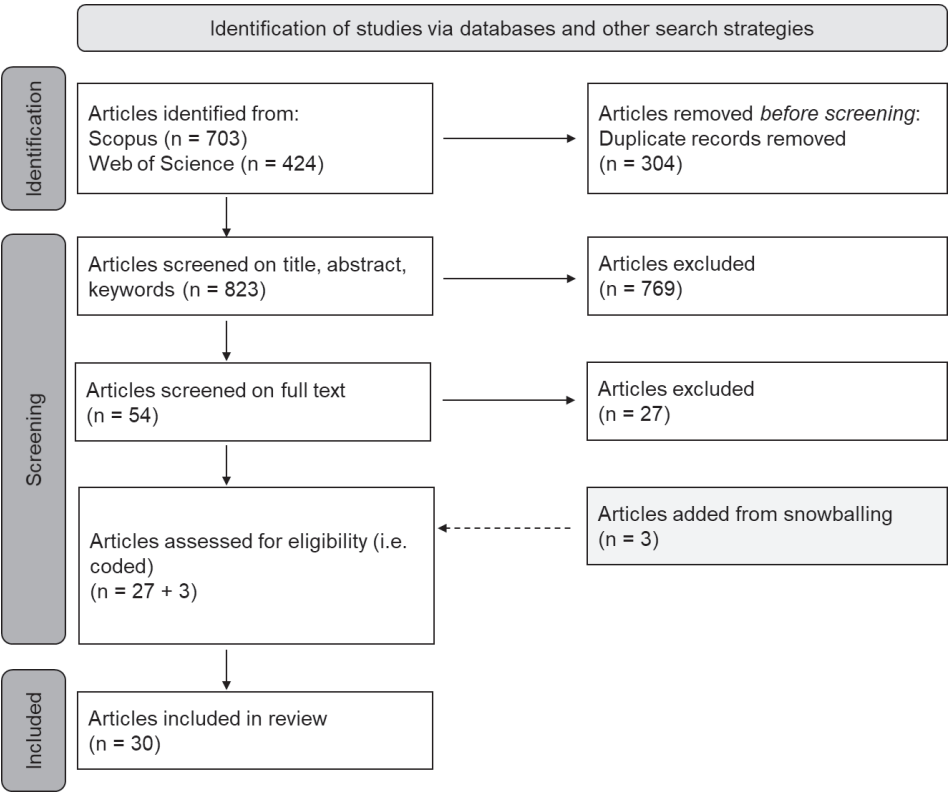 Identification of studies via databases and other search strategies
Identification
Articles identified from:
Scopus (n = 703)
Web of Science (n = 424)
Articles removed before screening:
Duplicate records removed
(n = 304)
Screening
Articles screened on title, abstract,
keywords (n = 823)
Articles excluded
(n = 769)
Articles screened on full text
(n = 54)
Articles excluded
(n = 27)
Articles assessed for eligibility (i.e.
coded)
(n = 27 + 3)
Articles added from snowballing
(n = 3)
Included
Articles included in review
(n = 30)